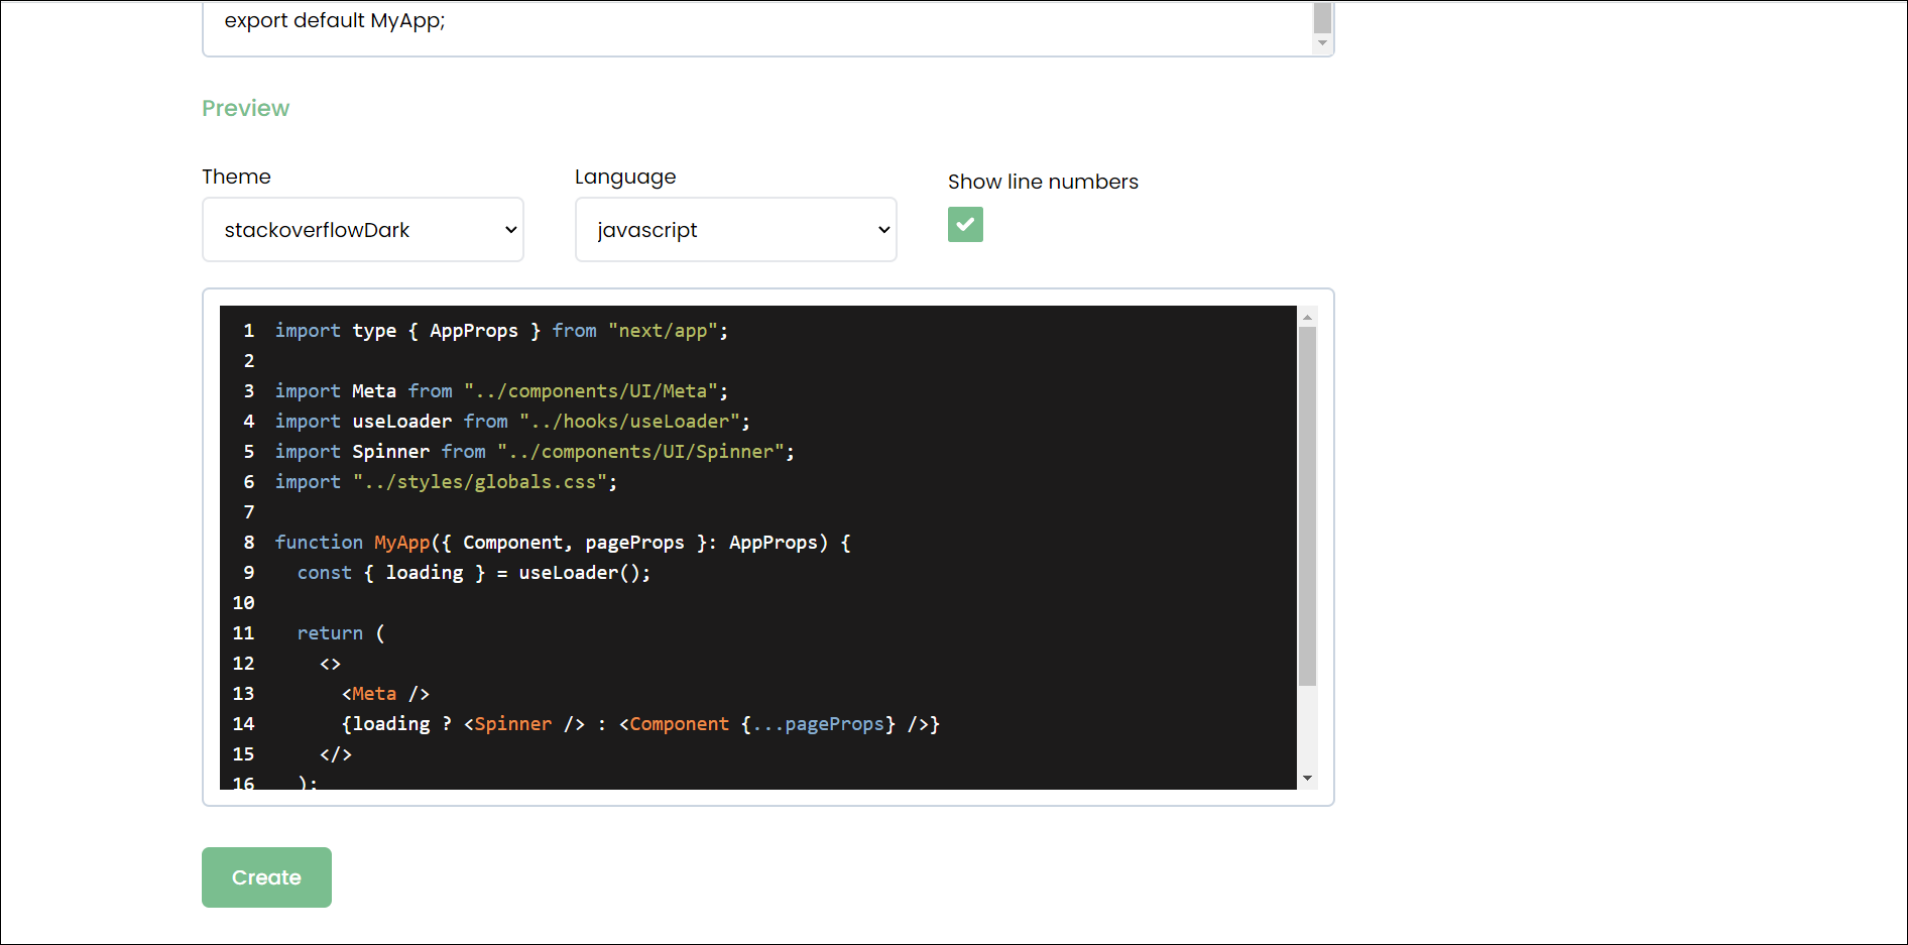 export default MyApp;
Preview
Theme
Language
Show line numbers
stackoverflowDark
javascript
1 import type { AppProps } from "next/app";
2
3 import Meta from "../components/UI/Meta";
4 import useLoader from "../hooks/useLoader";
5 import Spinner from "../components/UI/Spinner";
6 import "../styles/globals.css";
7
8 function MyApp({ Component, pageProps }: AppProps) {
9   const { loading } = useLoader();
10
11   return (
12     <>
13       <Meta />
14       {loading ? <Spinner /> : <Component {...pageProps} />}
15     </>
16   );
Create